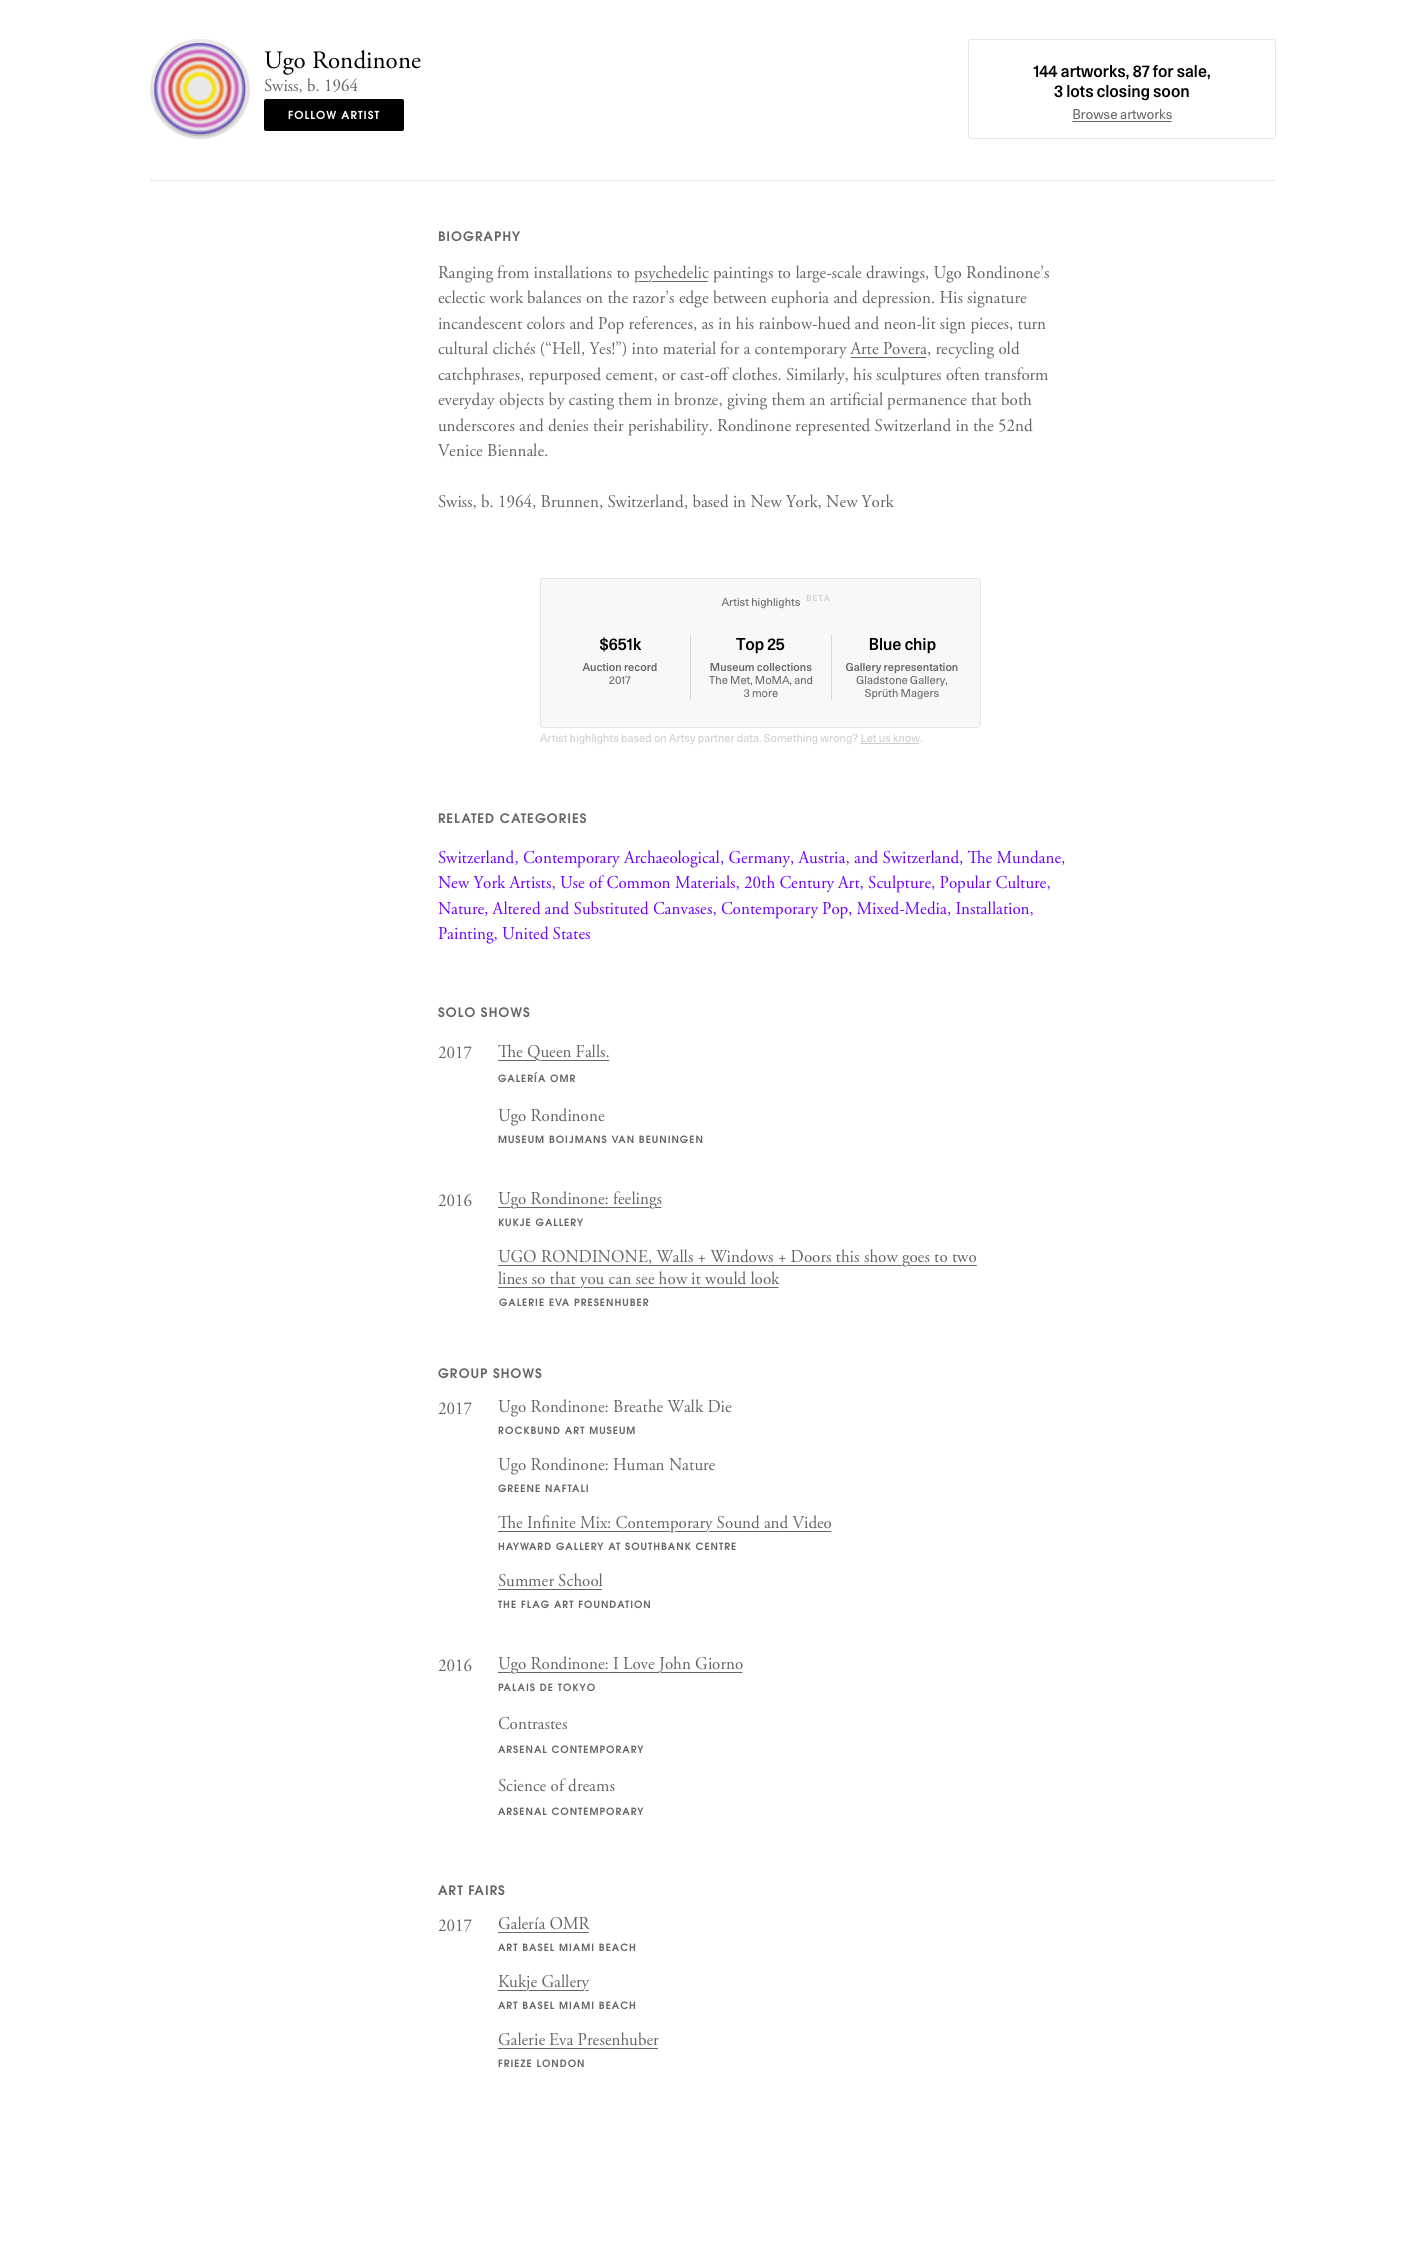 Ugo Rondinone
Swiss, b. 1964
FOLLOW ARTIST
144 artworks, 87 for sale,
3 lots closing soon
Browse artworks
BIOGRAPHY
Ranging from installations to psychedelic paintings to large-scale drawings, Ugo Rondinone’s
eclectic work balances on the razor’s edge between euphoria and depression. His signature
incandescent colors and Pop references, as in his rainbow-hued and neon-lit sign pieces, turn
cultural clichés (“Hell, Yes!”) into material for a contemporary Arte Povera, recycling old
catchphrases, repurposed cement, or cast-off clothes. Similarly, his sculptures often transform
everyday objects by casting them in bronze, giving them an artificial permanence that both
underscores and denies their perishability. Rondinone represented Switzerland in the 52nd
Venice Biennale.
Swiss, b. 1964, Brunnen, Switzerland, based in New York, New York
Artist highlights BETA
$651k
Auction record
2017
Top 25
Museum collections
The Met, MoMA, and
3 more
Blue chip
Gallery representation
Gladstone Gallery,
Sprüth Magers
Artist highlights based on Artsy partner data. Something wrong? Let us know.
RELATED CATEGORIES
Switzerland, Contemporary Archaeological, Germany, Austria, and Switzerland, The Mundane,
New York Artists, Use of Common Materials, 20th Century Art, Sculpture, Popular Culture,
Nature, Altered and Substituted Canvases, Contemporary Pop, Mixed-Media, Installation,
Painting, United States
SOLO SHOWS
2017 The Queen Falls.
GALERÍA OMR
Ugo Rondinone
MUSEUM BOIJMANS VAN BEUNINGEN
2016 Ugo Rondinone: feelings
KUKJE GALLERY
UGO RONDINONE, Walls + Windows + Doors this show goes to two
lines so that you can see how it would look
GALERIE EVA PRESENHUBER
GROUP SHOWS
2017 Ugo Rondinone: Breathe Walk Die
ROCKBUND ART MUSEUM
Ugo Rondinone: Human Nature
GREENE NAFTALI
The Infinite Mix: Contemporary Sound and Video
HAYWARD GALLERY AT SOUTHBANK CENTRE
Summer School
THE FLAG ART FOUNDATION
2016 Ugo Rondinone: I Love John Giorno
PALAIS DE TOKYO
Contrastes
ARSENAL CONTEMPORARY
Science of dreams
ARSENAL CONTEMPORARY
ART FAIRS
2017 Galería OMR
ART BASEL MIAMI BEACH
Kukje Gallery
ART BASEL MIAMI BEACH
Galerie Eva Presenhuber
FRIEZE LONDON